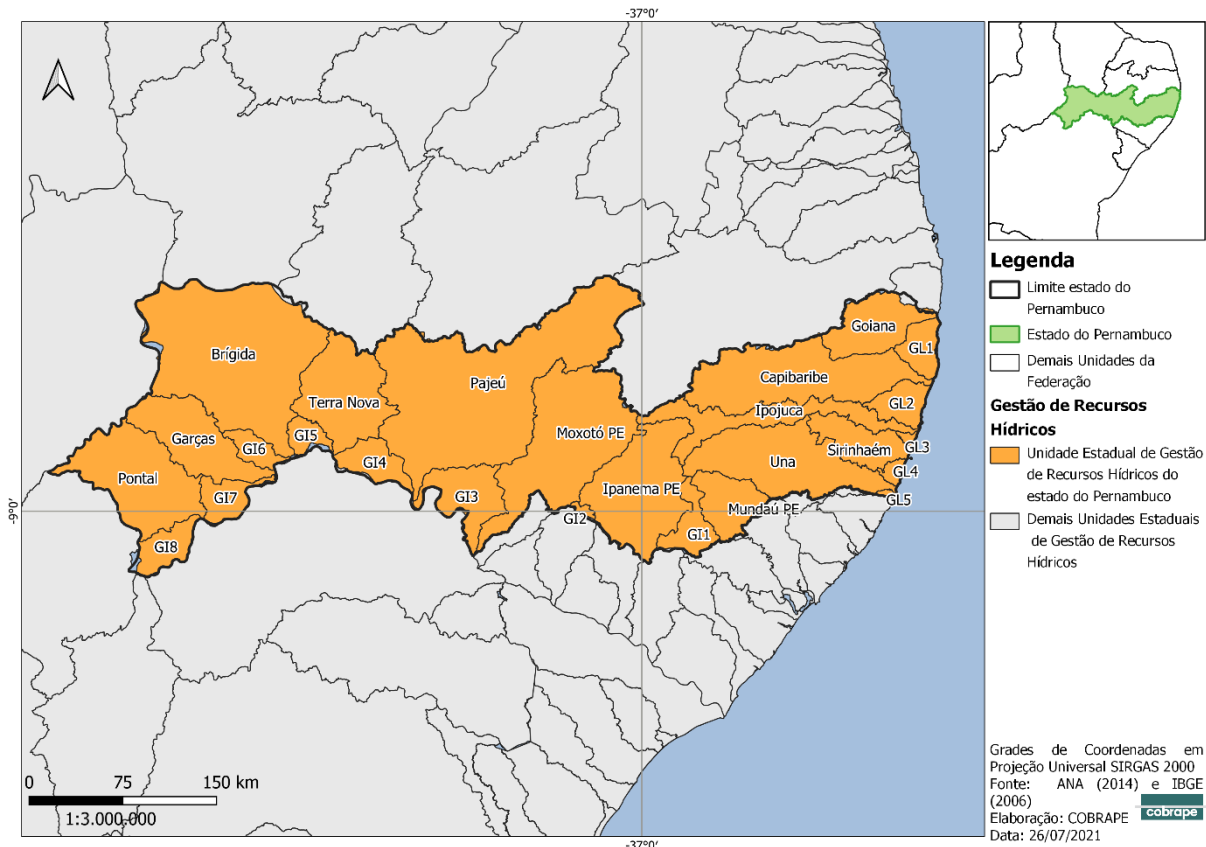 -37°0'
Goiana
GL1
Brígida
Capibaribe
Pajeú
Terra Nova
GL2
Ipojuca
Moxotó PE
Garças
GI5
GI6
Sirinhaém
GL3
GI4
Una
GL4
Pontal
Ipanema PE
GI7
GI3
GL5
Mundaú PE
-9°0'
GI2
GI1
GI8
0 75 150 km
1:3.000.000
-37°0'
Legenda
Limite estado do
Pernambuco
Estado do Pernambuco
Demais Unidades da
Federação
Gestão de Recursos
Hídricos
Unidade Estadual de Gestão
de Recursos Hídricos do
estado do Pernambuco
Demais Unidades Estaduais
de Gestão de Recursos
Hídricos
Grades de Coordenadas em
Projeção Universal SIRGAS 2000
Fonte: ANA (2014) e IBGE
(2006)
Elaboração: COBRAPE
Data: 26/07/2021
cobrape